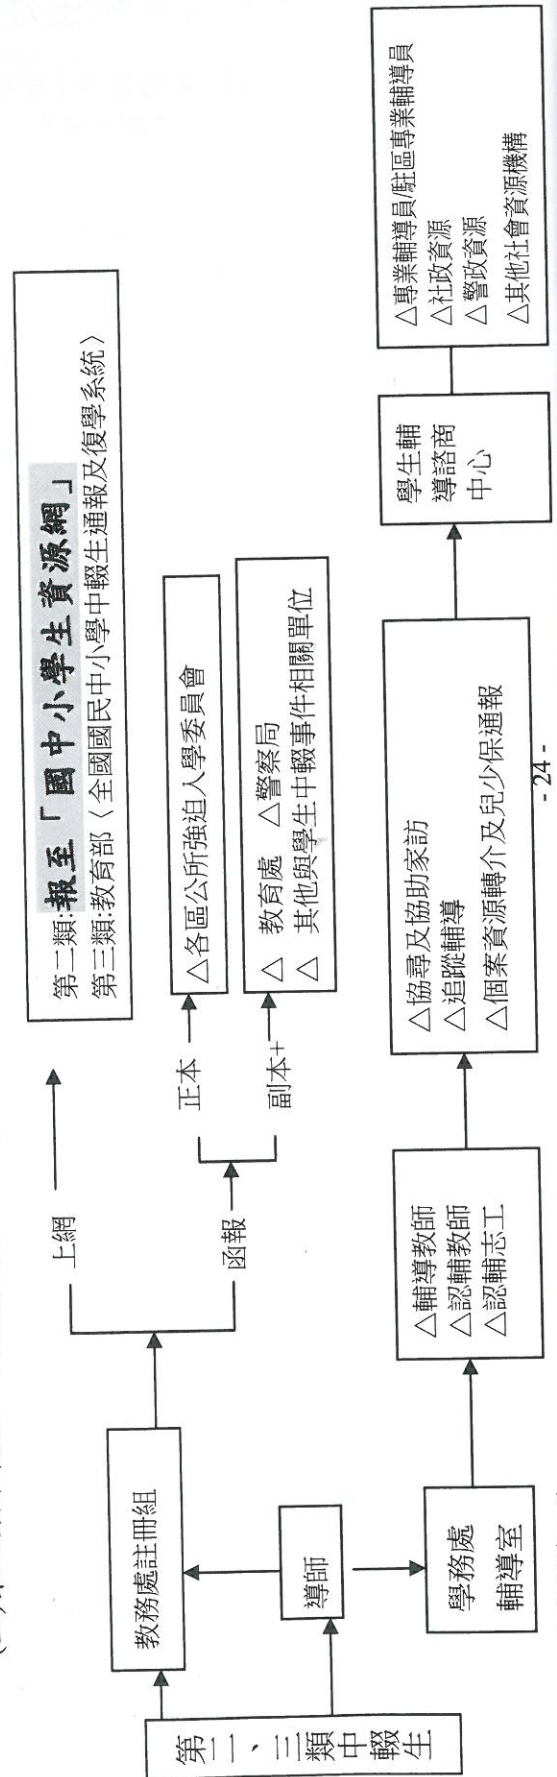 第二、三類中輟生
教務處註冊組
導師
學務處
輔導室
上網
函報
第二類:報至「國中小學生資源網」
第三類:教育部〈全國國民中小學中輟生通報及復學系統〉
正本
△各區公所強迫入學委員會
副本+
△ 教育處 △警察局
△ 其他與學生中輟事件相關單位
△輔導教師
△認輔教師
△認輔志工
△協尋及協助家訪
△追蹤輔導
△個案資源轉介及兒少保通報
學生輔
導諮商
中心
△專業輔導員/駐區專業輔導員
△社政資源
△警政資源
△其他社會資源機構
- 24 -